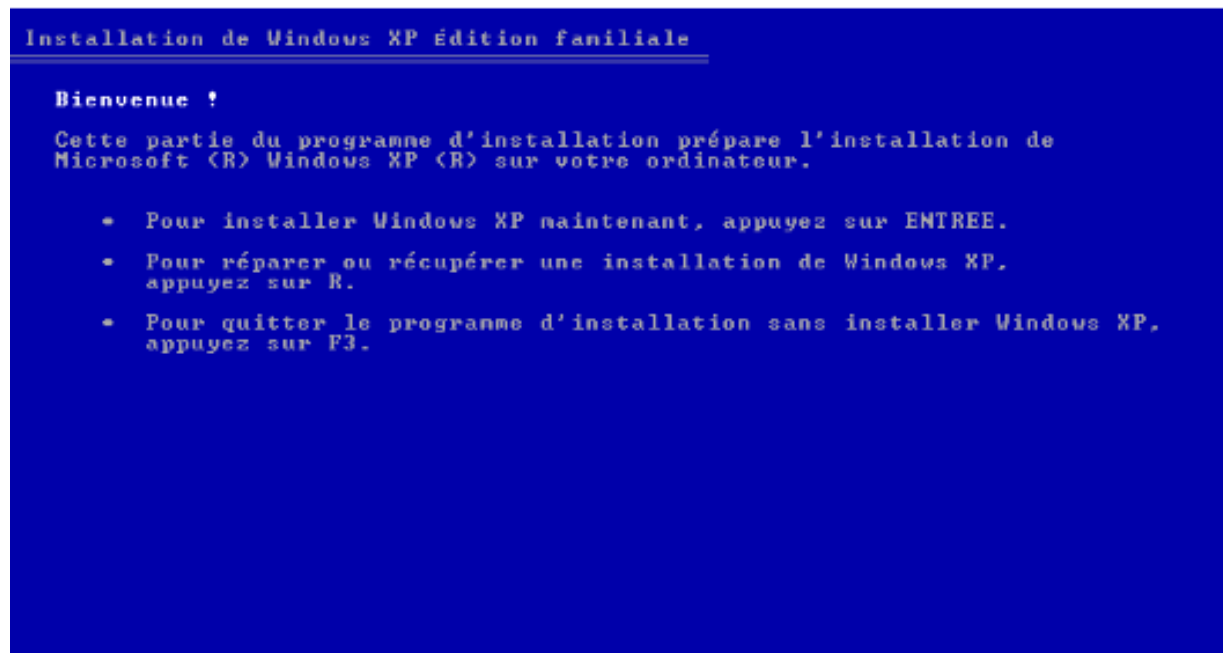 Installation de Windows XP Édition familiale
Bienvenue !
Cette partie du programme d'installation prépare l'installation de
Microsoft (R) Windows XP (R) sur votre ordinateur.
• Pour installer Windows XP maintenant, appuyez sur ENTREE.
• Pour réparer ou récupérer une installation de Windows XP,
appuyez sur R.
• Pour quitter le programme d'installation sans installer Windows XP,
appuyez sur F3.